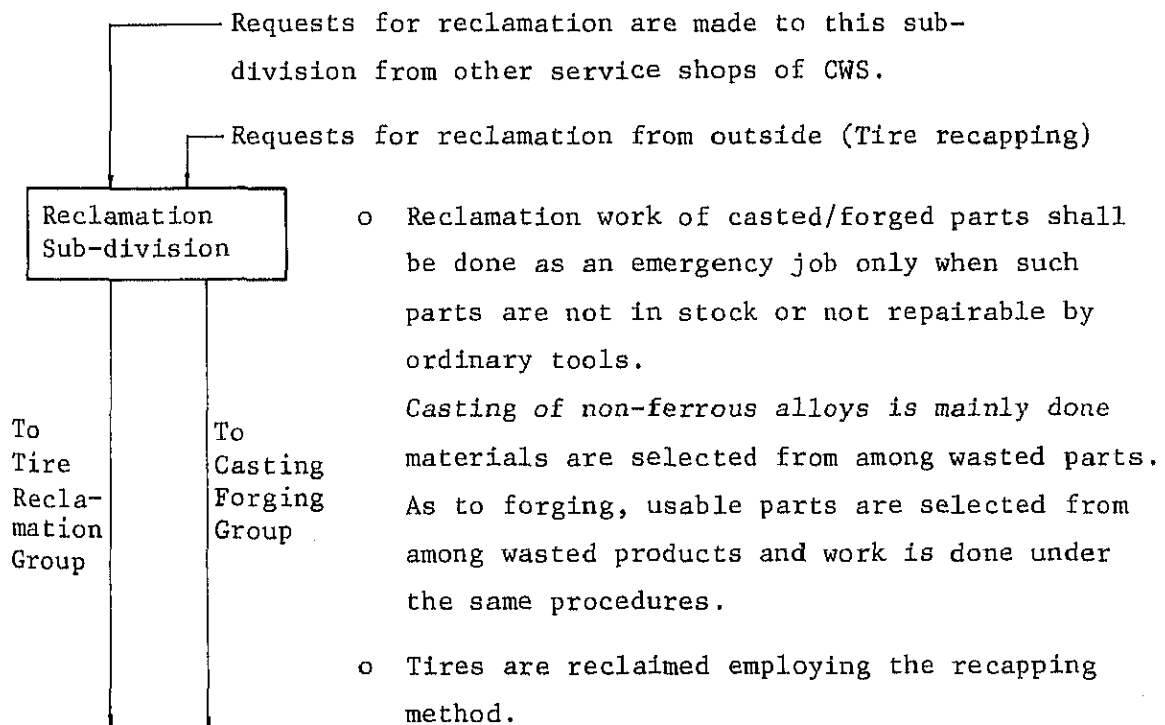 Requests for reclamation are made to this sub-
division from other service shops of CWS.
Requests for reclamation from outside (Tire recapping)
Reclamation
Sub-division
o Reclamation work of casted/forged parts shall
be done as an emergency job only when such
parts are not in stock or not repairable by
ordinary tools.
Casting of non-ferrous alloys is mainly done
materials are selected from among wasted parts.
As to forging, usable parts are selected from
among wasted products and work is done under
the same procedures.
To
Tire
Recla-
mation
Group
To
Casting
Forging
Group
o Tires are reclaimed employing the recapping
method.